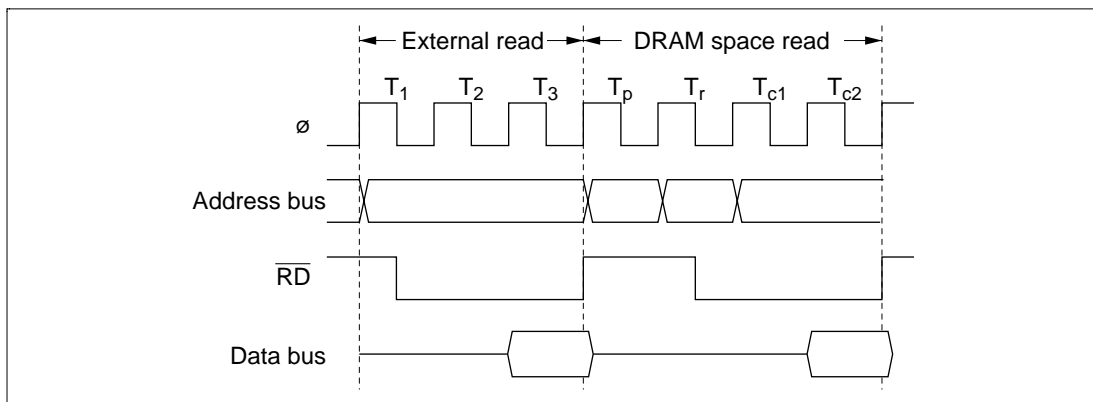 External read DRAM space read
T1 T2 T3 Tp Tr Tc1 Tc2
ø
Address bus
RD
Data bus